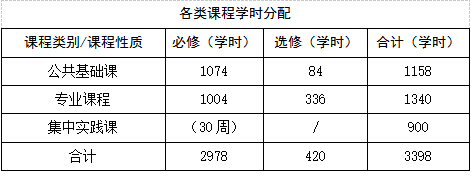 各类课程学时分配
课程类别/课程性质 必修（学时） 选修（学时） 合计（学时）
公共基础课 1074 84 1158
专业课程 1004 336 1340
集中实践课 （30 周） / 900
合计 2978 420 3398